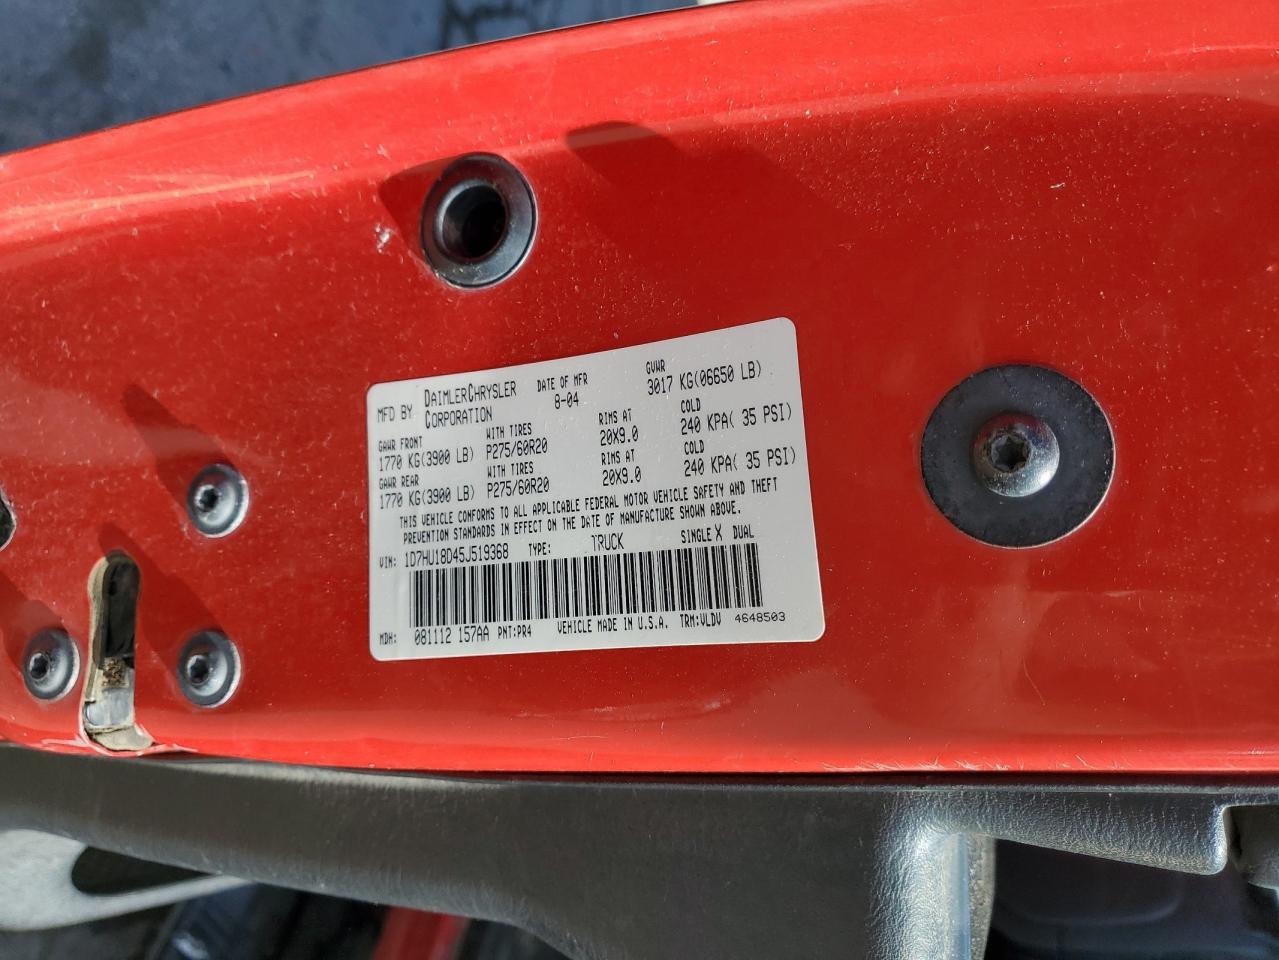 MFD BY DAIMLERCHRYSLER CORPORATION DATE OF MFR 8-04 GVWR 3017 KG(06650 LB)
GAWR FRONT WITH TIRES RIMS AT COLD
1770 KG(3900 LB) P275/60R20 20X9.0 240 KPA( 35 PSI)
GAWR REAR WITH TIRES RIMS AT COLD
1770 KG(3900 LB) P275/60R20 20X9.0 240 KPA( 35 PSI)
THIS VEHICLE CONFORMS TO ALL APPLICABLE FEDERAL MOTOR VEHICLE SAFETY AND THEFT
PREVENTION STANDARDS IN EFFECT ON THE DATE OF MANUFACTURE SHOWN ABOVE.
VIN: 1D7HU18D45J519368 TYPE: TRUCK SINGLE X DUAL
MDH: 081112 157AA PNT:PR4 VEHICLE MADE IN U.S.A. TRM:VLDV 4648503